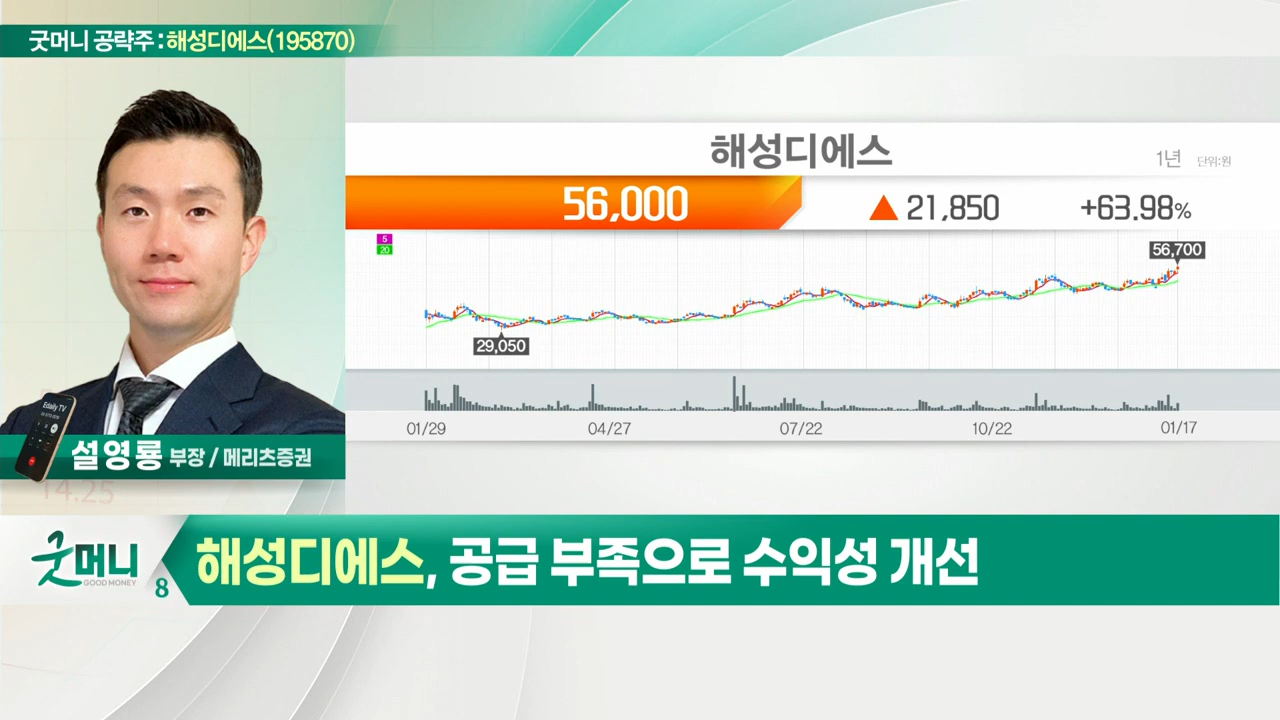 굿머니 공략주 : 해성디에스(195870)
해성디에스
1년 단위:원
56,000 ▲ 21,850 +63.98%
5
20
56,700
29,050
01/29 04/27 07/22 10/22 01/17
Edaily TV
설영룡 부장 / 메리츠증권
14.25
굿머니
GOOD MONEY
8
해성디에스, 공급 부족으로 수익성 개선